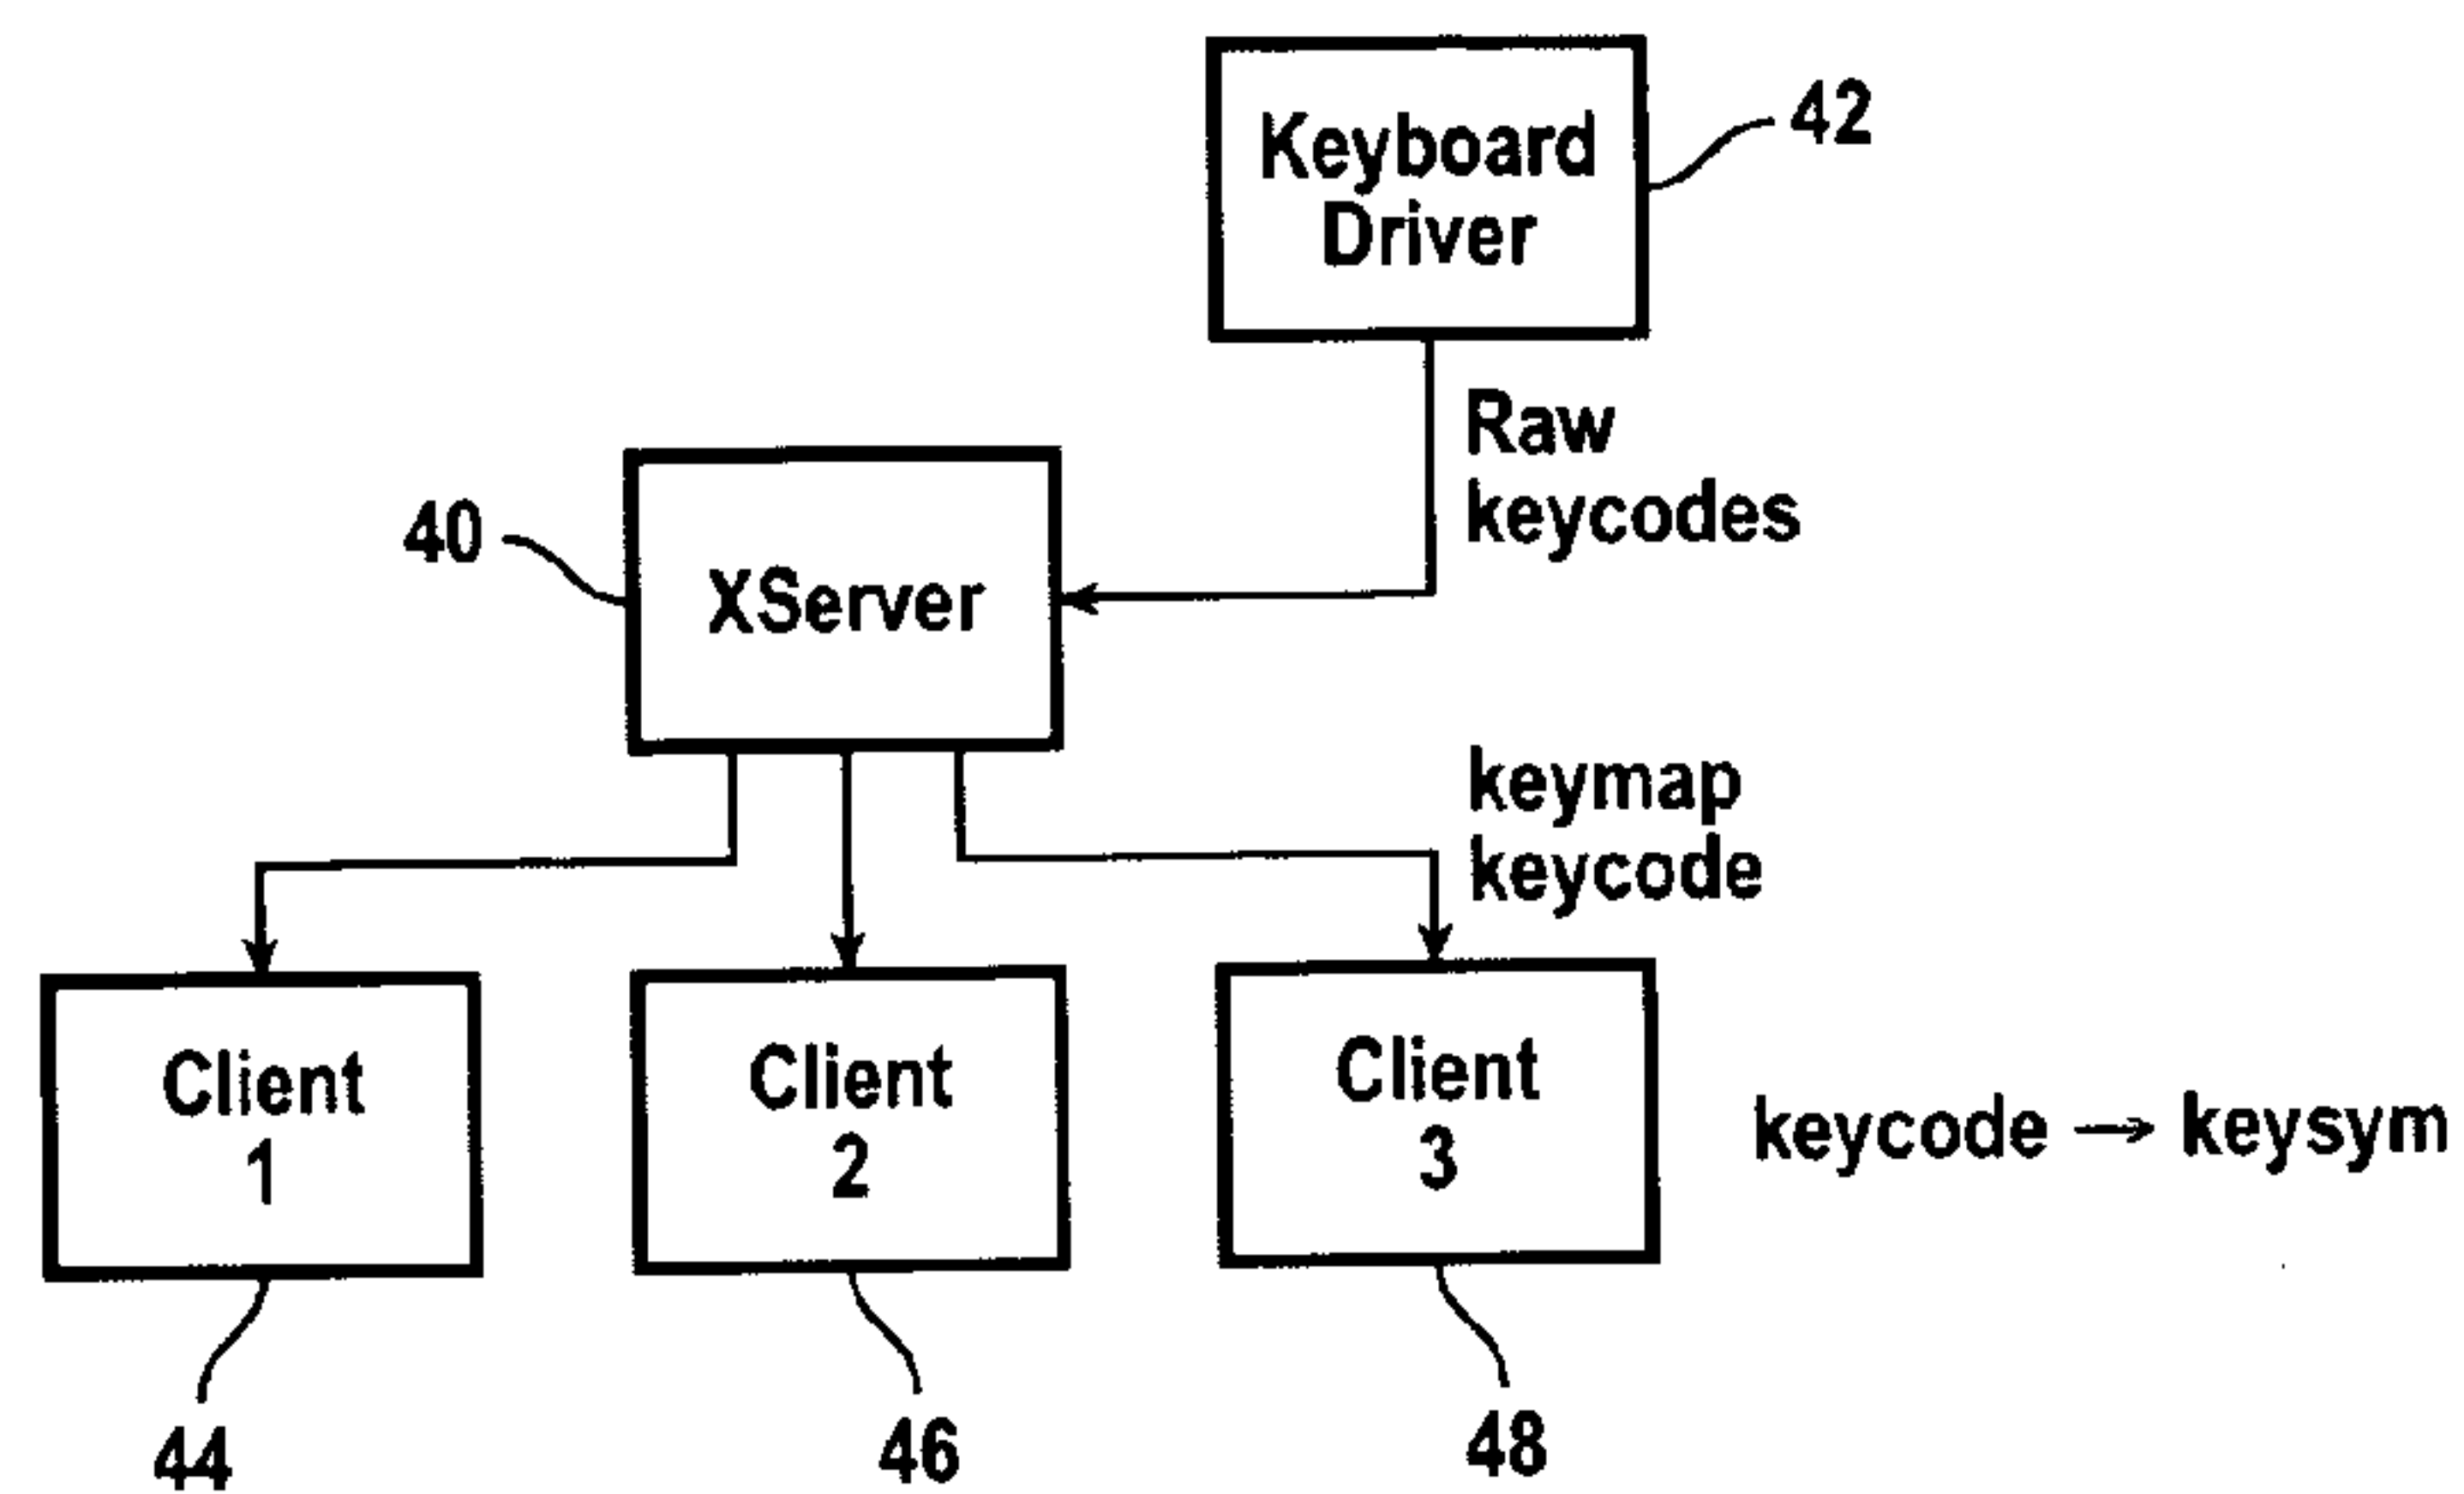 Keyboard
Driver
42
Raw
keycodes
40
XServer
keymap
keycode
Client
1
Client
2
Client
3
keycode → keysym
44
46
48